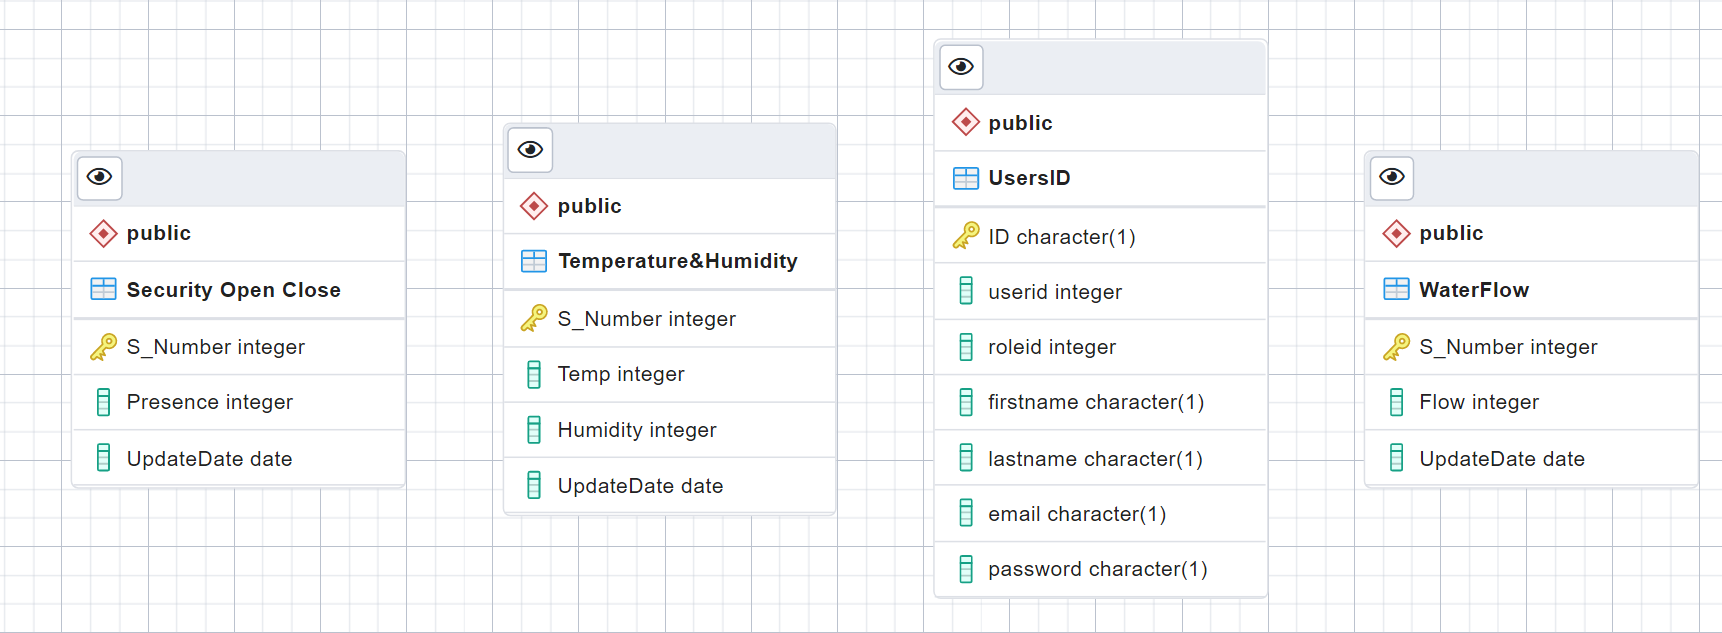 public
Security Open Close
S_Number integer
Presence integer
UpdateDate date
public
Temperature&Humidity
S_Number integer
Temp integer
Humidity integer
UpdateDate date
public
UsersID
ID character(1)
userid integer
roleid integer
firstname character(1)
lastname character(1)
email character(1)
password character(1)
public
WaterFlow
S_Number integer
Flow integer
UpdateDate date